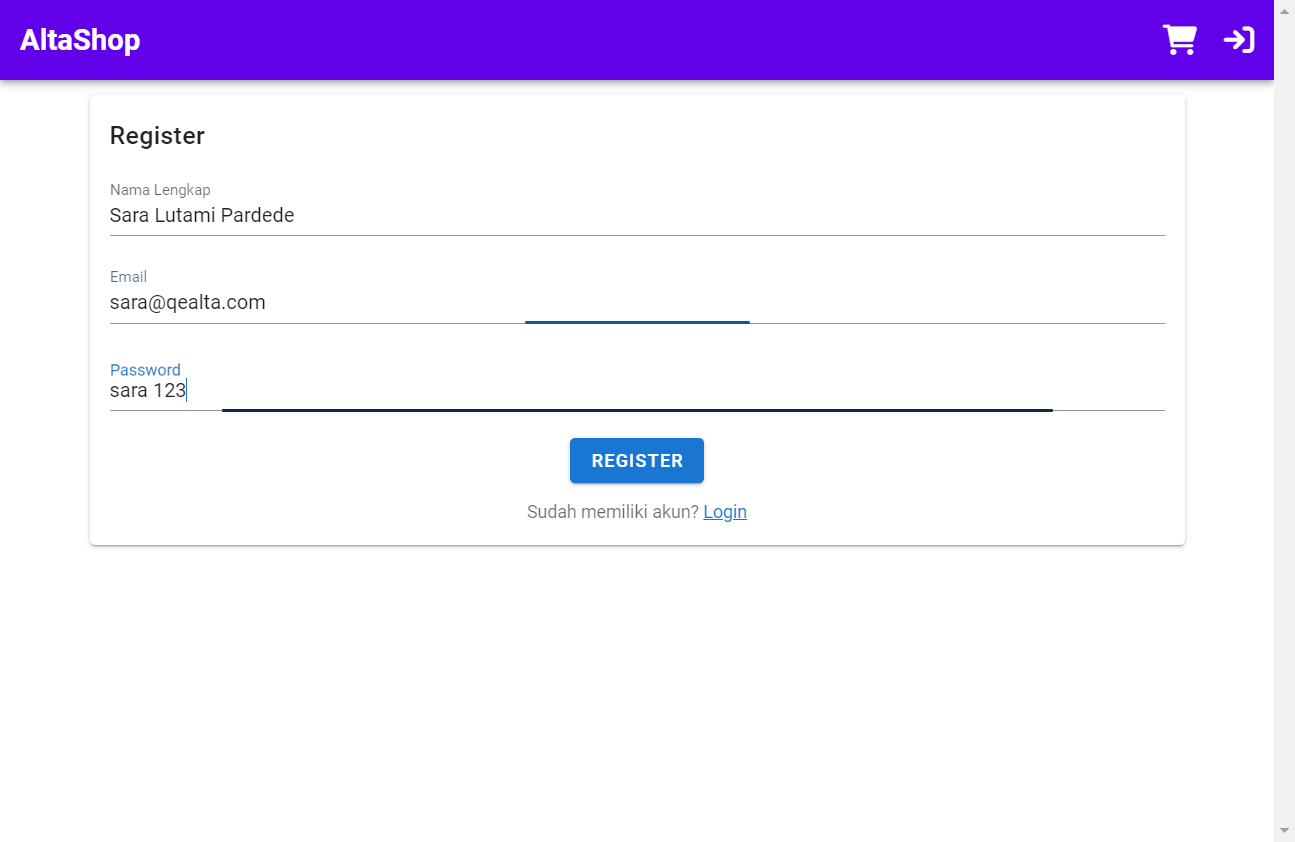 AltaShop
Register
Nama Lengkap
Sara Lutami Pardede
Email
sara@qealta.com
Password
sara 123
REGISTER
Sudah memiliki akun? Login